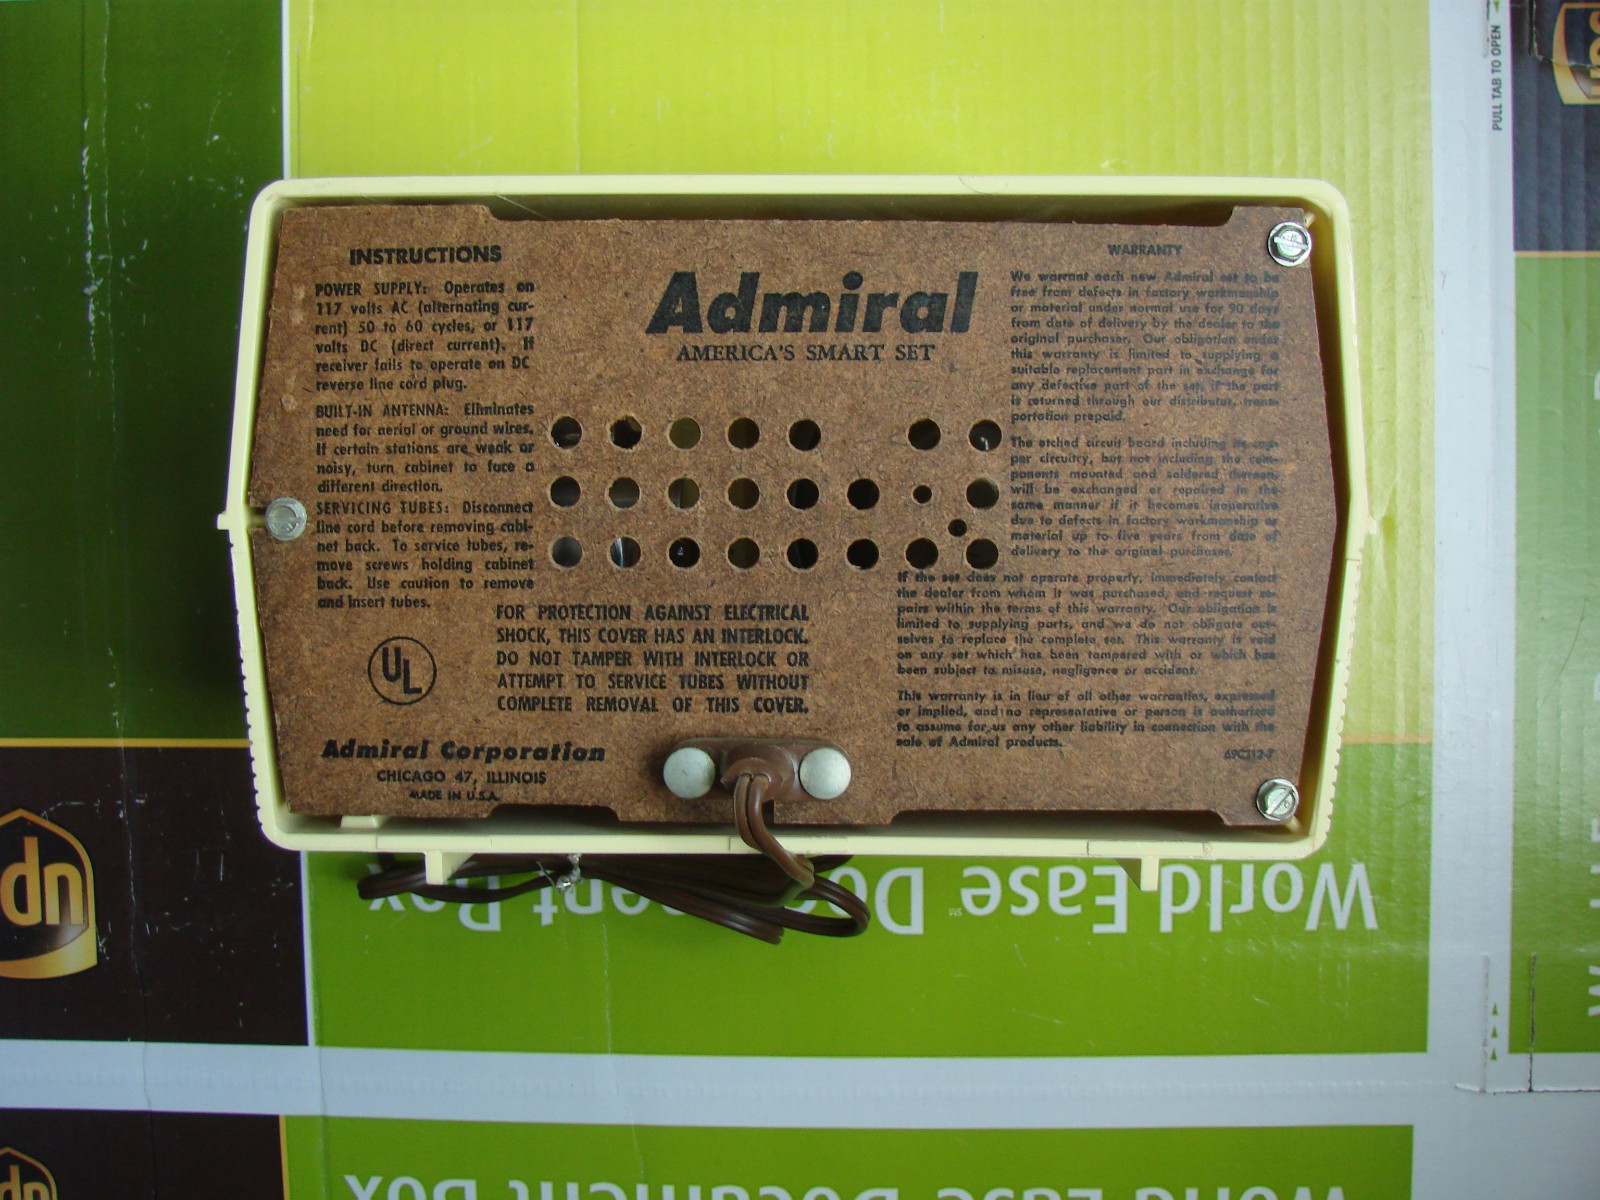 INSTRUCTIONS
POWER SUPPLY: Operates on
117 volts AC (alternating cur-
rent) 50 to 60 cycles, or 117
volts DC (direct current). If
receiver fails to operate on DC
reverse line cord plug.
BUILT-IN ANTENNA: Eliminates
need for aerial or ground wires.
If certain stations are weak or
noisy, turn cabinet to face a
different direction.
SERVICING TUBES: Disconnect
line cord before removing cabi-
net back. To service tubes, re-
move screws holding cabinet
back. Use caution to remove
and insert tubes.
UL
Admiral Corporation
CHICAGO 47, ILLINOIS
MADE IN U.S.A.
Admiral
AMERICA'S SMART SET
FOR PROTECTION AGAINST ELECTRICAL
SHOCK, THIS COVER HAS AN INTERLOCK.
DO NOT TAMPER WITH INTERLOCK OR
ATTEMPT TO SERVICE TUBES WITHOUT
COMPLETE REMOVAL OF THIS COVER.
WARRANTY
We warrant each new Admiral set to be
free from defects in factory workmanship
or material under normal use for 90 days
from date of delivery by the dealer to the
original purchaser. Our obligation under
this warranty is limited to supplying a
suitable replacement part in exchange for
any defective part of the set, if the part
is returned through our distributor, trans-
portation prepaid.
The etched circuit board including its cop-
per circuitry, but not including the com-
ponents mounted and soldered thereon,
will be exchanged or repaired in the
same manner if it becomes inoperative
due to defects in factory workmanship or
material up to five years from date of
delivery to the original purchaser.
If the set does not operate properly, immediately contact
the dealer from whom it was purchased, and request re-
pairs within the terms of this warranty. Our obligation is
limited to supplying parts, and we do not obligate our-
selves to replace the complete set. This warranty is void
on any set which has been tampered with or which has
been subject to misuse, negligence or accident.
This warranty is in lieu of all other warranties, expressed
or implied, and no representative or person is authorized
to assume for us any other liability in connection with the
sale of Admiral products.
PULL TAB TO OPEN
ups
World Ease℠ Document Box
World Ease Document Box